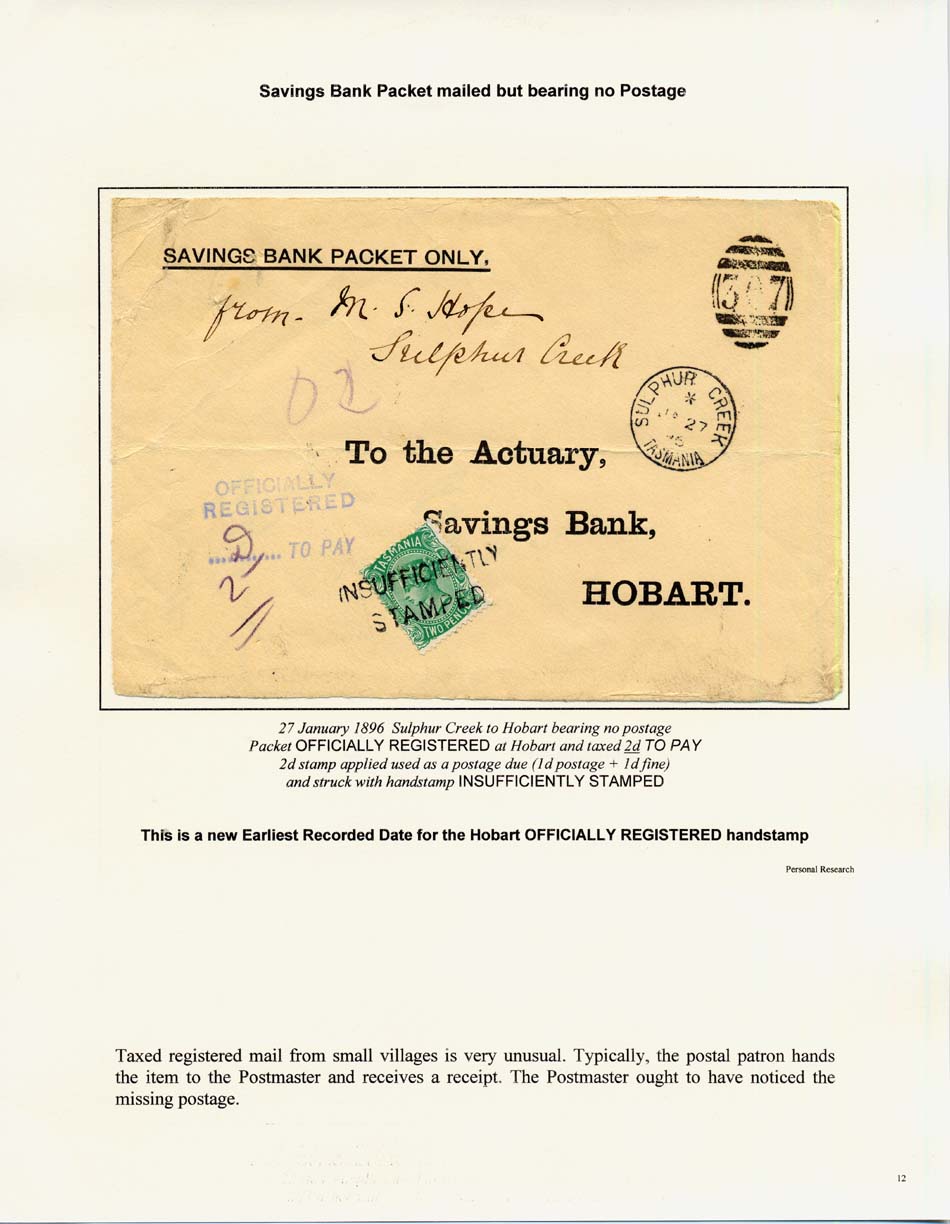 Savings Bank Packet mailed but bearing no Postage
SAVINGS BANK PACKET ONLY,
from - M. S. Hope
Sulphur Creek
307
SULPHUR CREEK
27
TASMANIA
To the Actuary,
Savings Bank,
HOBART.
OFFICIALLY
REGISTERED
TO PAY
2
TASMANIA
TWO PENCE
INSUFFICIENTLY
STAMPED
27 January 1896 Sulphur Creek to Hobart bearing no postage
Packet OFFICIALLY REGISTERED at Hobart and taxed 2d TO PAY
2d stamp applied used as a postage due (1d postage + 1d fine)
and struck with handstamp INSUFFICIENTLY STAMPED
This is a new Earliest Recorded Date for the Hobart OFFICIALLY REGISTERED handstamp
Personal Research
Taxed registered mail from small villages is very unusual. Typically, the postal patron hands
the item to the Postmaster and receives a receipt. The Postmaster ought to have noticed the
missing postage.
12